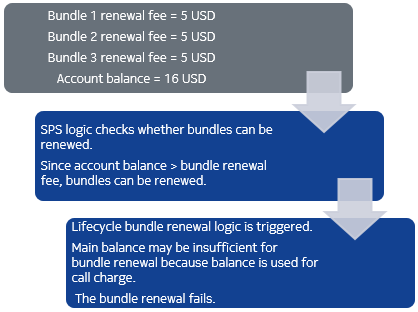 Bundle 1 renewal fee = 5 USD
Bundle 2 renewal fee = 5 USD
Bundle 3 renewal fee = 5 USD
Account balance = 16 USD
SPS logic checks whether bundles can be
renewed.
Since account balance > bundle renewal
fee, bundles can be renewed.
Lifecycle bundle renewal logic is triggered.
Main balance may be insufficient for
bundle renewal because balance is used for
call charge.
The bundle renewal fails.